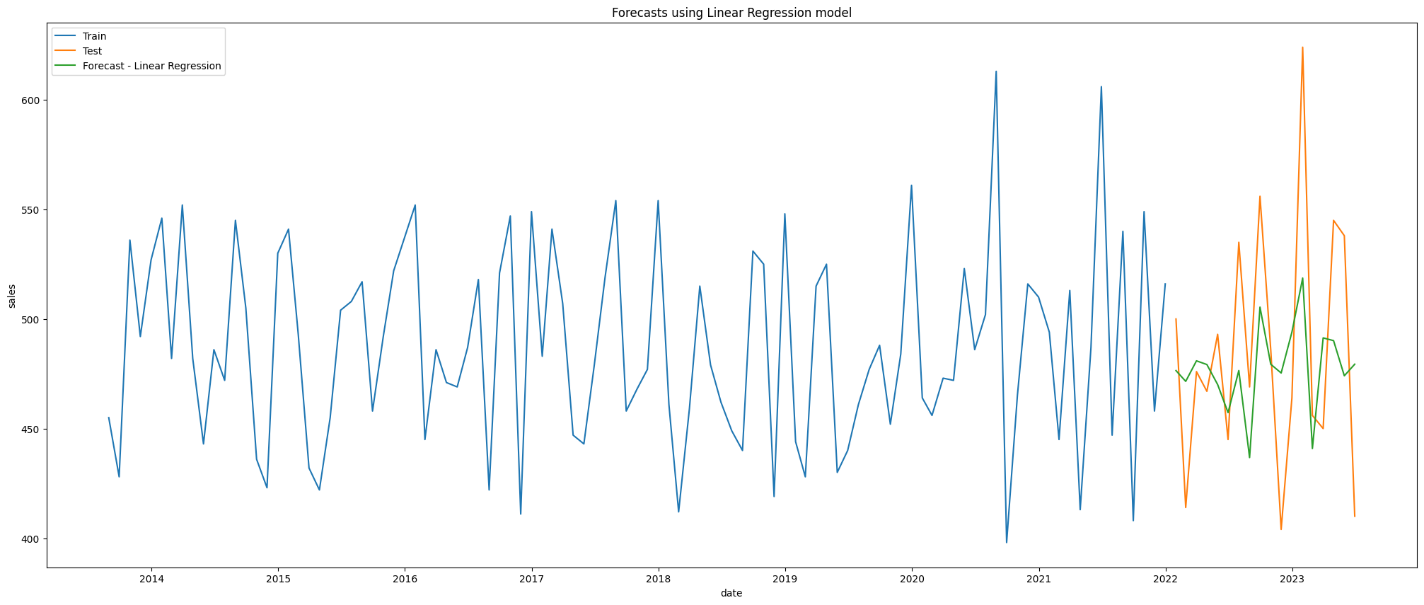 Forecasts using Linear Regression model
Train
Test
Forecast - Linear Regression
600
550
500
450
400
sales
2014 2015 2016 2017 2018 2019 2020 2021 2022 2023
date